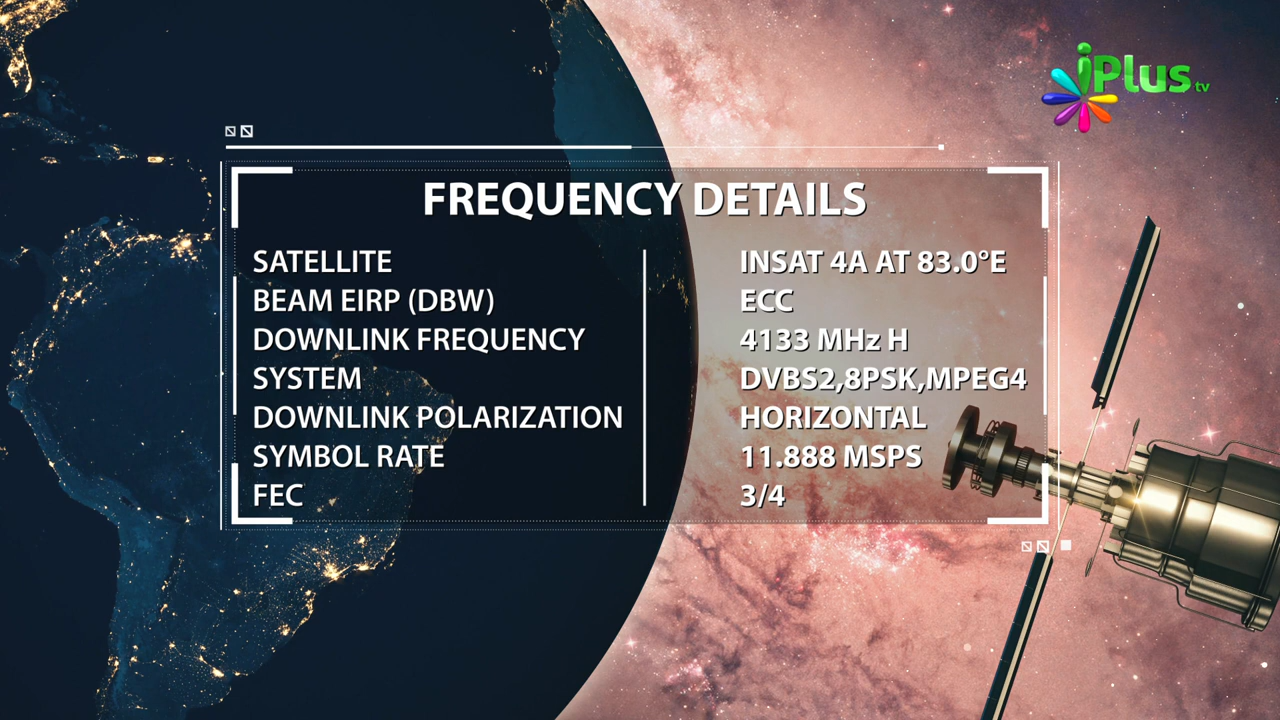 iPlus tv
FREQUENCY DETAILS
SATELLITE INSAT 4A AT 83.0°E
BEAM EIRP (DBW) ECC
DOWNLINK FREQUENCY 4133 MHz H
SYSTEM DVBS2,8PSK,MPEG4
DOWNLINK POLARIZATION HORIZONTAL
SYMBOL RATE 11.888 MSPS
FEC 3/4